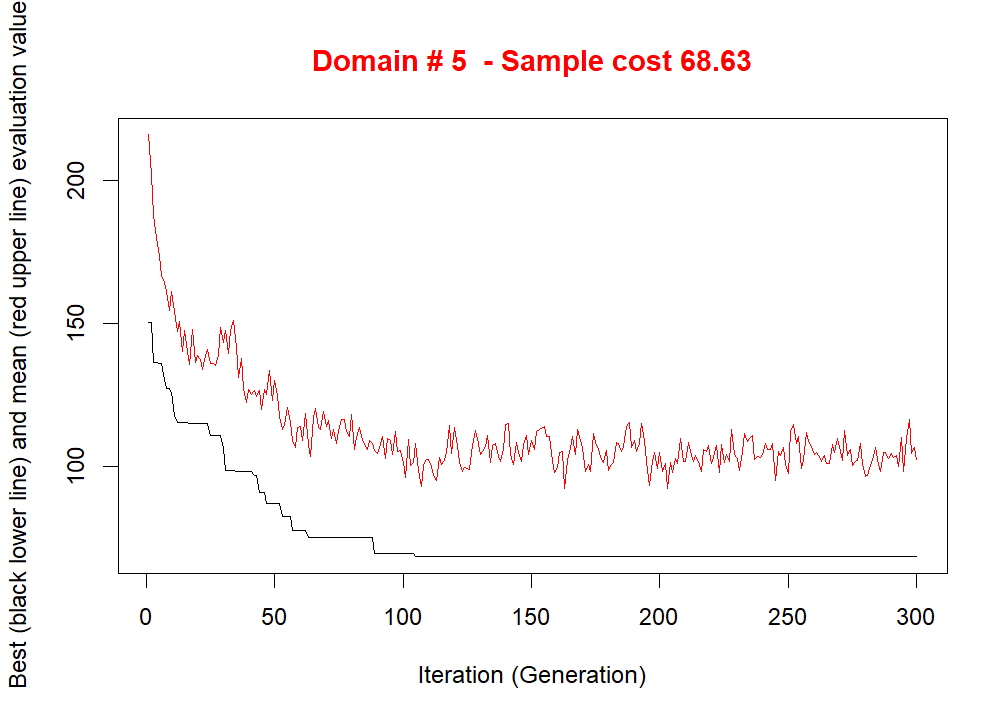 Domain # 5  - Sample cost 68.63
Best (black lower line) and mean (red upper line) evaluation value
200
150
100
0 50 100 150 200 250 300
Iteration (Generation)